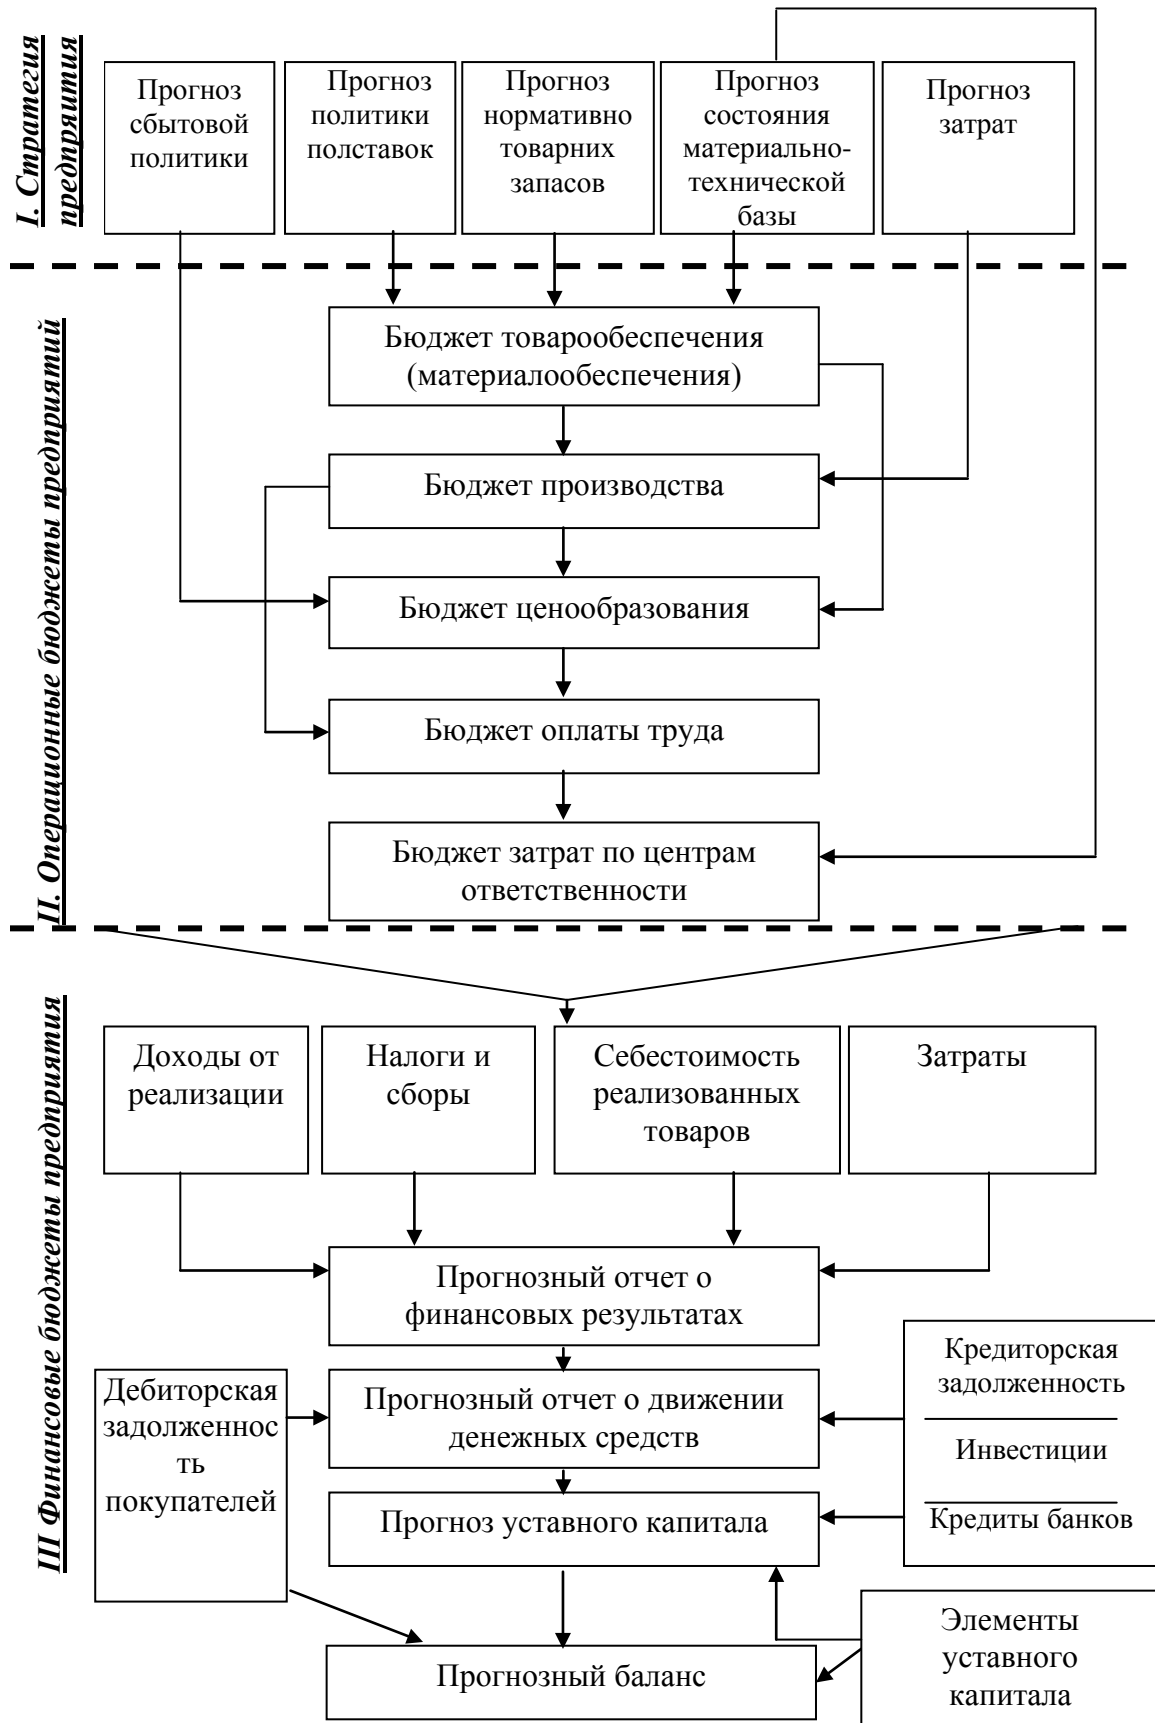 I. Стратегия
предпряития
Прогноз
сбытовой
политики
Прогноз
политики
полставок
Прогноз
нормативно
товарних
запасов
Прогноз
состояния
материально-
технической
базы
Прогноз
затрат
II. Операционные бюджеты предприятий
Бюджет товарообеспечения
(материалообеспечения)
Бюджет производства
Бюджет ценообразования
Бюджет оплаты труда
Бюджет затрат по центрам
ответственности
III Финансовые бюджеты предприятия
Доходы от
реализации
Налоги и
сборы
Себестоимость
реализованных
товаров
Затраты
Прогнозный отчет о
финансовых результатах
Дебиторская
задолженнос
ть
покупателей
Прогнозный отчет о движении
денежных средств
Кредиторская
задолженность
Инвестиции
Кредиты банков
Прогноз уставного капитала
Прогнозный баланс
Элементы
уставного
капитала